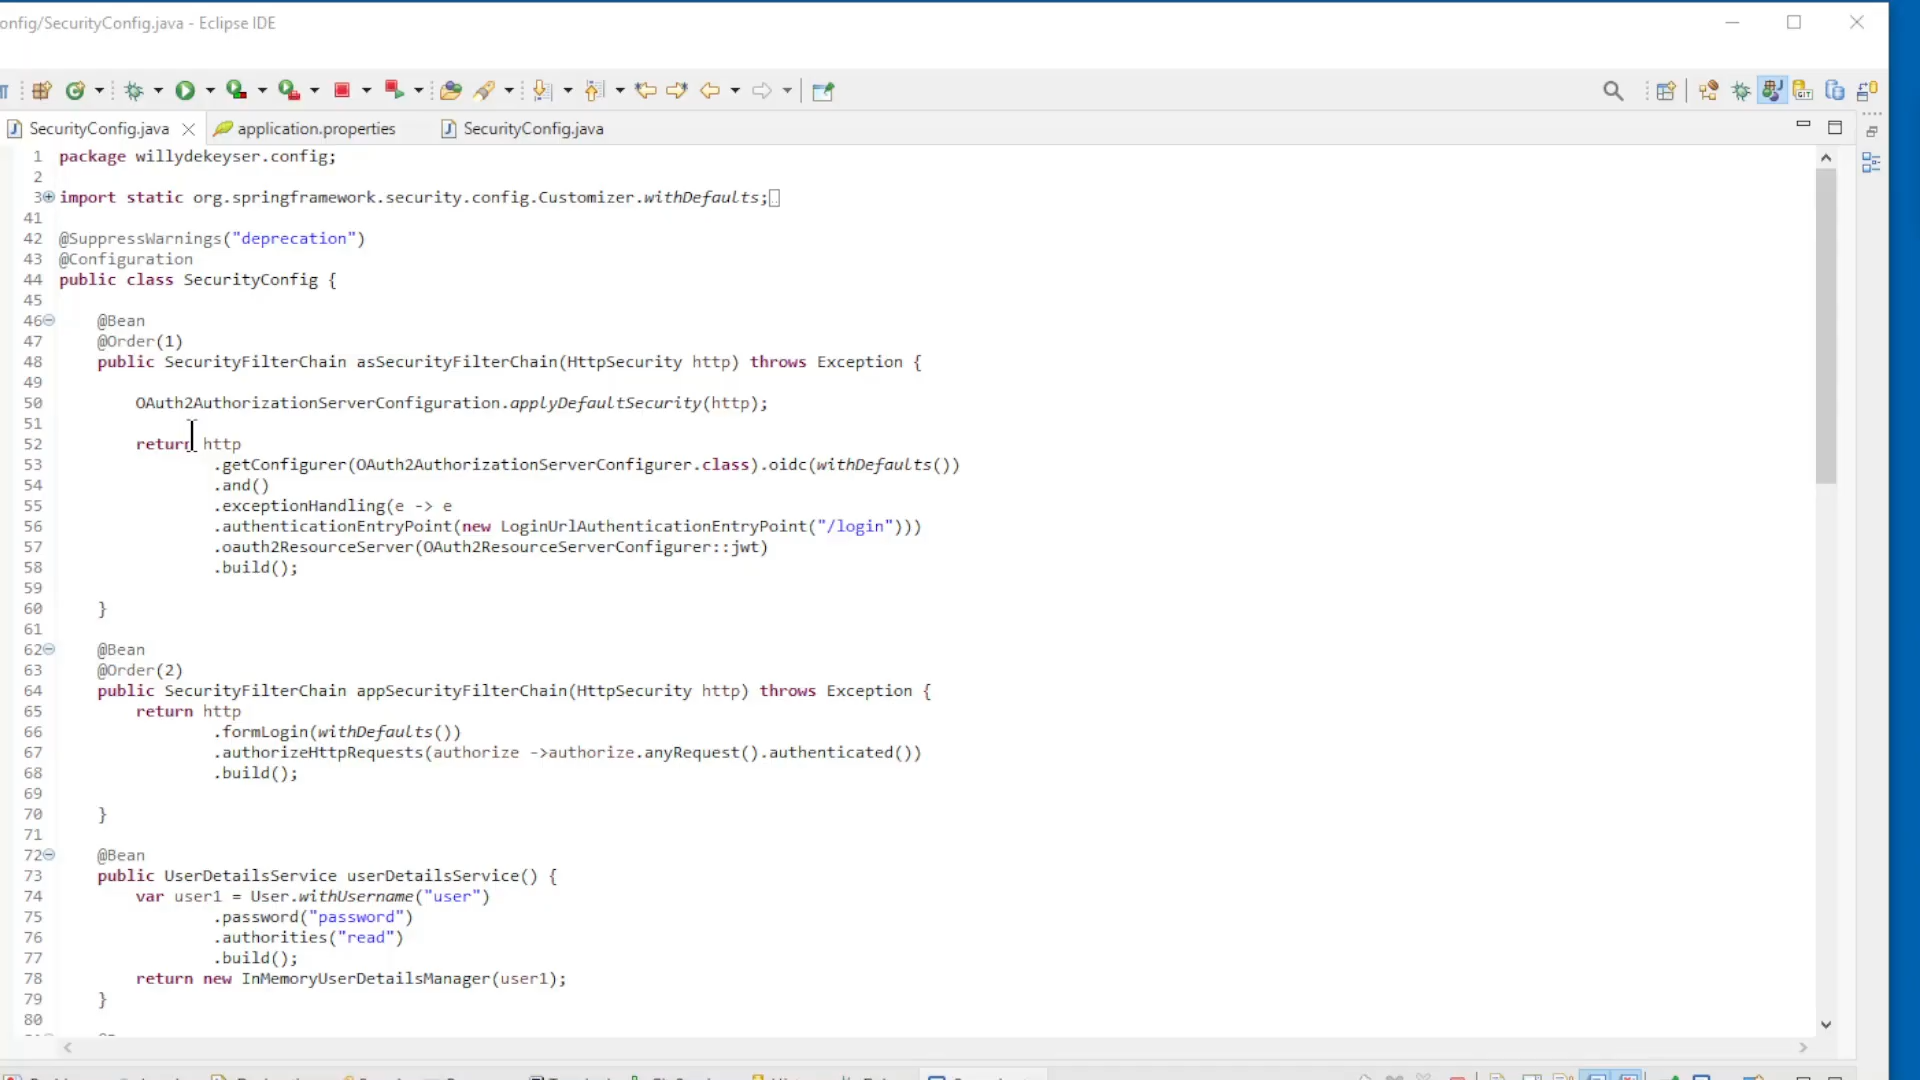 onfig/SecurityConfig.java - Eclipse IDE
SecurityConfig.java application.properties SecurityConfig.java
1 package willydekeyser.config;
2
3 import static org.springframework.security.config.Customizer.withDefaults;
41
42 @SuppressWarnings("deprecation")
43 @Configuration
44 public class SecurityConfig {
45
46 @Bean
47 @Order(1)
48 public SecurityFilterChain asSecurityFilterChain(HttpSecurity http) throws Exception {
49
50 OAuth2AuthorizationServerConfiguration.applyDefaultSecurity(http);
51
52 return http
53 .getConfigurer(OAuth2AuthorizationServerConfigurer.class).oidc(withDefaults())
54 .and()
55 .exceptionHandling(e -> e
56 .authenticationEntryPoint(new LoginUrlAuthenticationEntryPoint("/login")))
57 .oauth2ResourceServer(OAuth2ResourceServerConfigurer::jwt)
58 .build();
59
60 }
61
62 @Bean
63 @Order(2)
64 public SecurityFilterChain appSecurityFilterChain(HttpSecurity http) throws Exception {
65 return http
66 .formLogin(withDefaults())
67 .authorizeHttpRequests(authorize ->authorize.anyRequest().authenticated())
68 .build();
69
70 }
71
72 @Bean
73 public UserDetailsService userDetailsService() {
74 var user1 = User.withUsername("user")
75 .password("password")
76 .authorities("read")
77 .build();
78 return new InMemoryUserDetailsManager(user1);
79 }
80